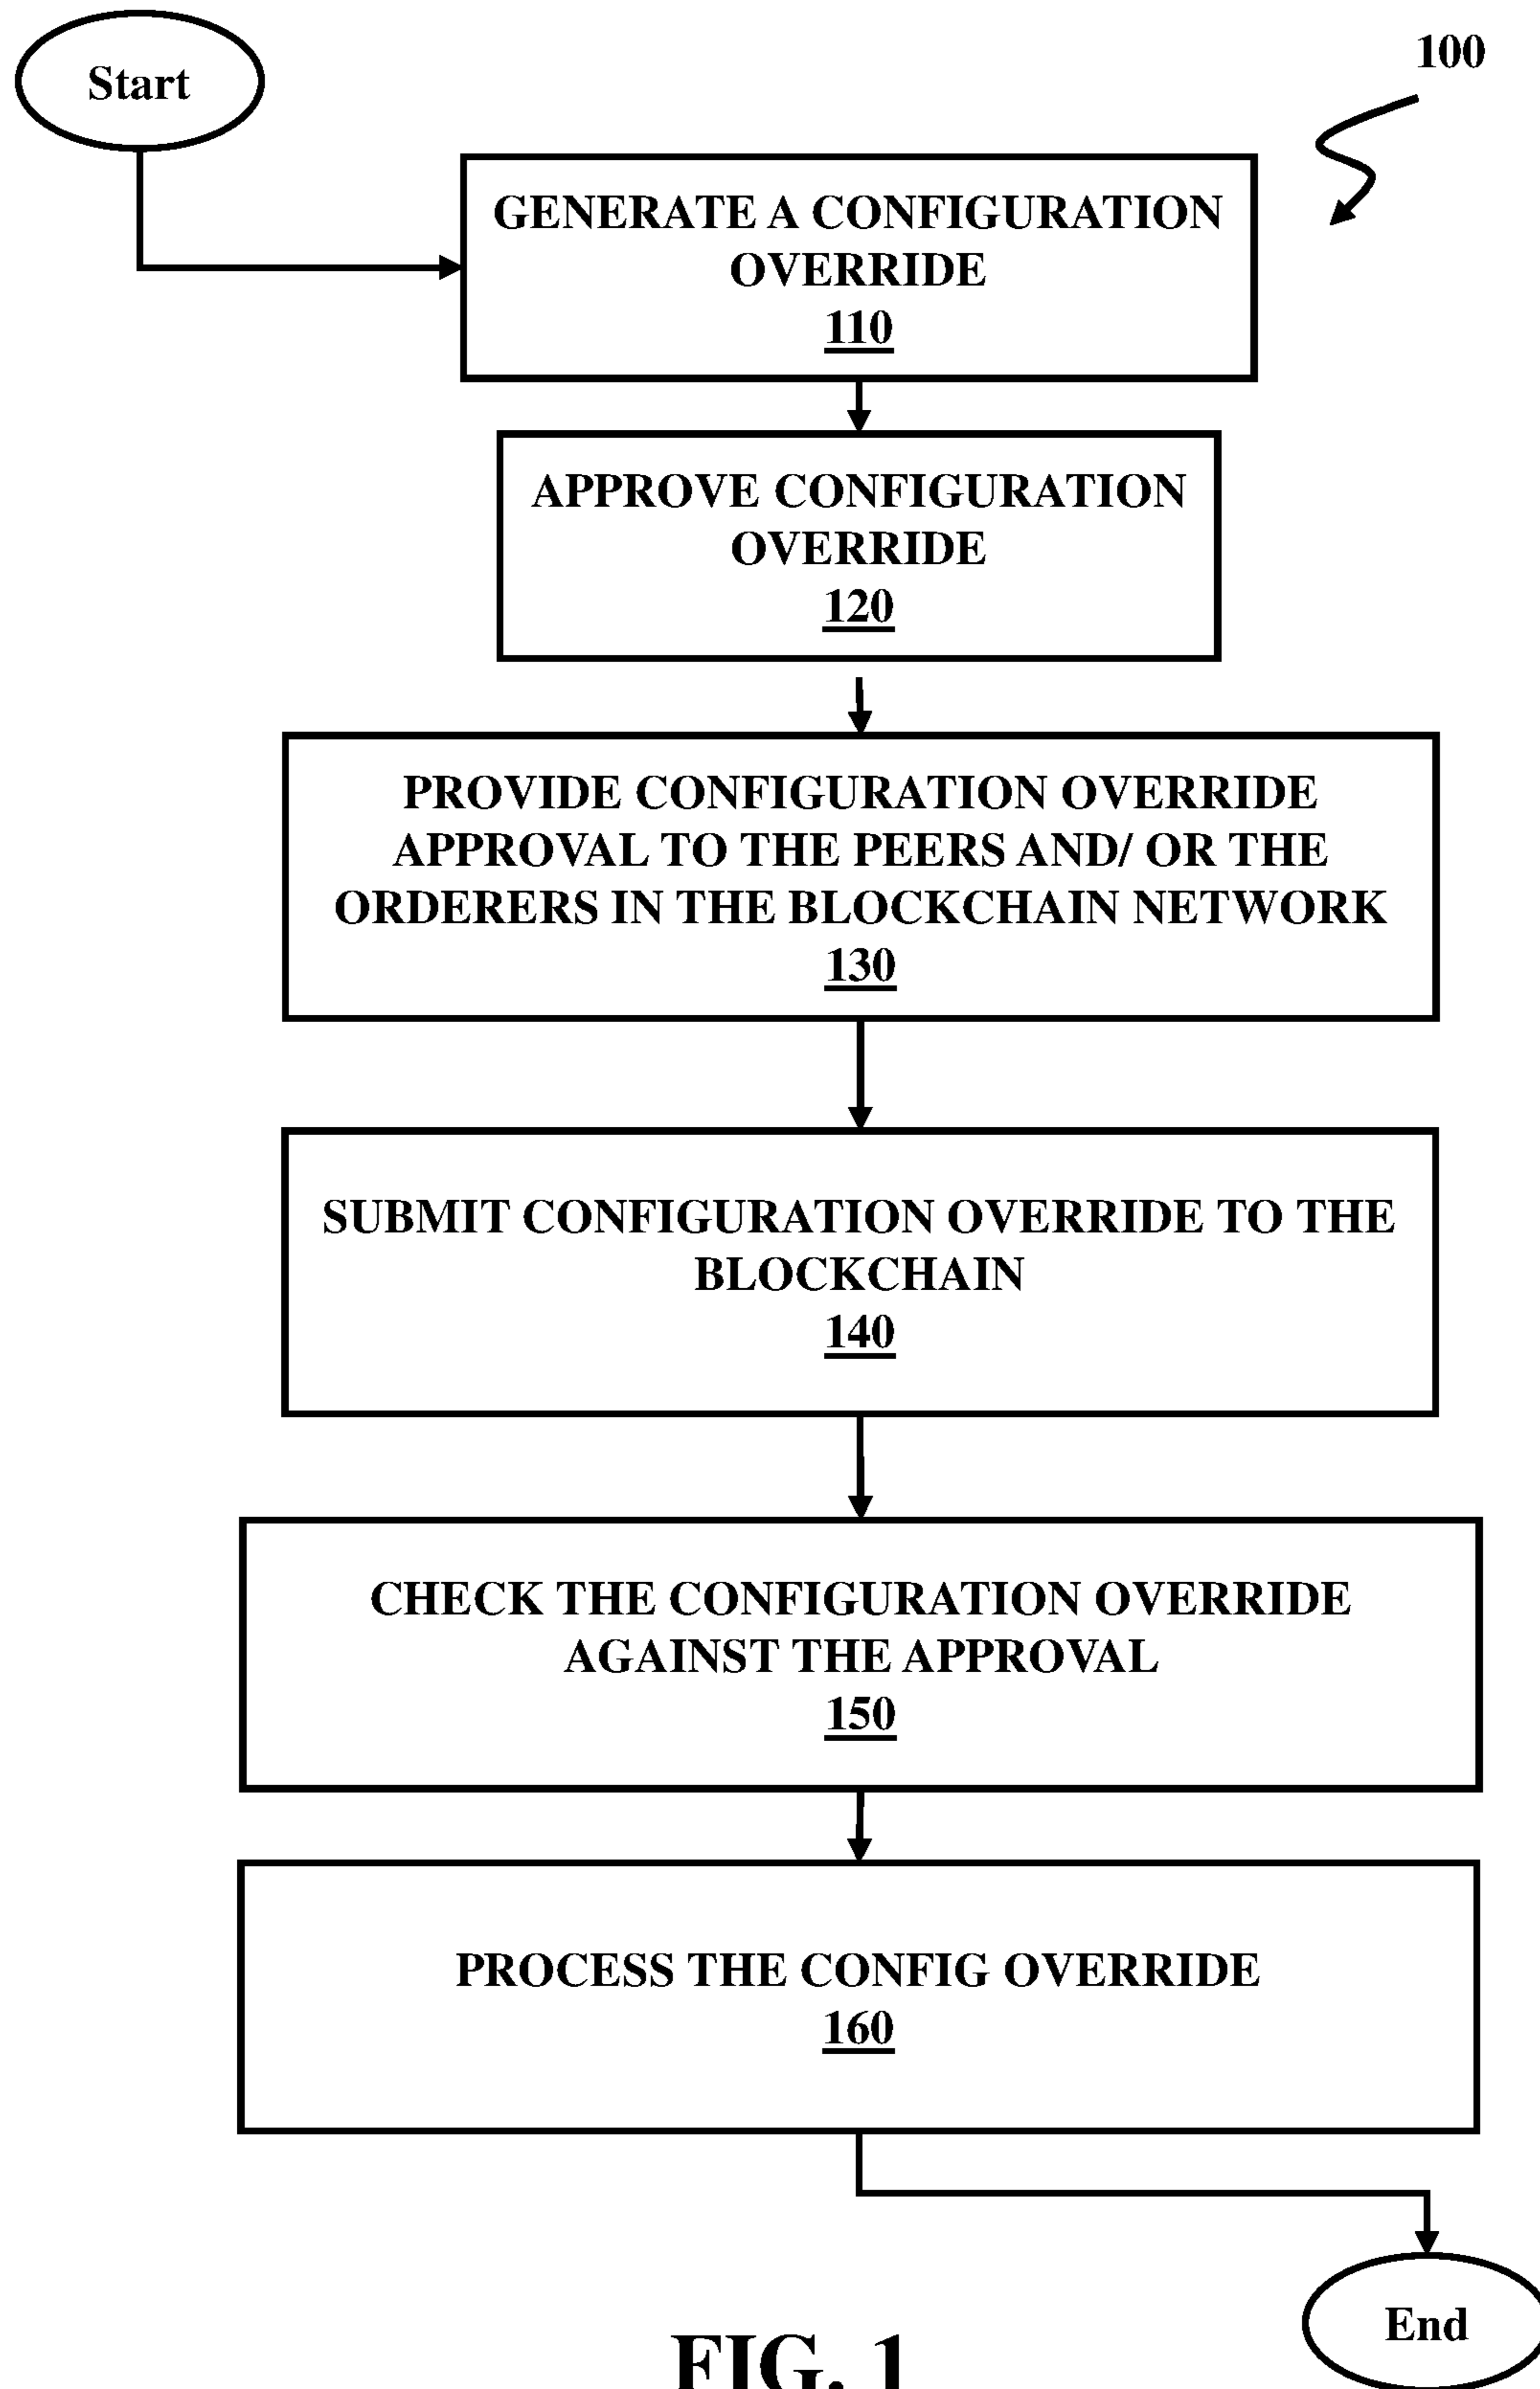 Start
100
GENERATE A CONFIGURATION
OVERRIDE
110
APPROVE CONFIGURATION
OVERRIDE
120
PROVIDE CONFIGURATION OVERRIDE
APPROVAL TO THE PEERS AND/ OR THE
ORDERERS IN THE BLOCKCHAIN NETWORK
130
SUBMIT CONFIGURATION OVERRIDE TO THE
BLOCKCHAIN
140
CHECK THE CONFIGURATION OVERRIDE
AGAINST THE APPROVAL
150
PROCESS THE CONFIG OVERRIDE
160
End
FIG. 1